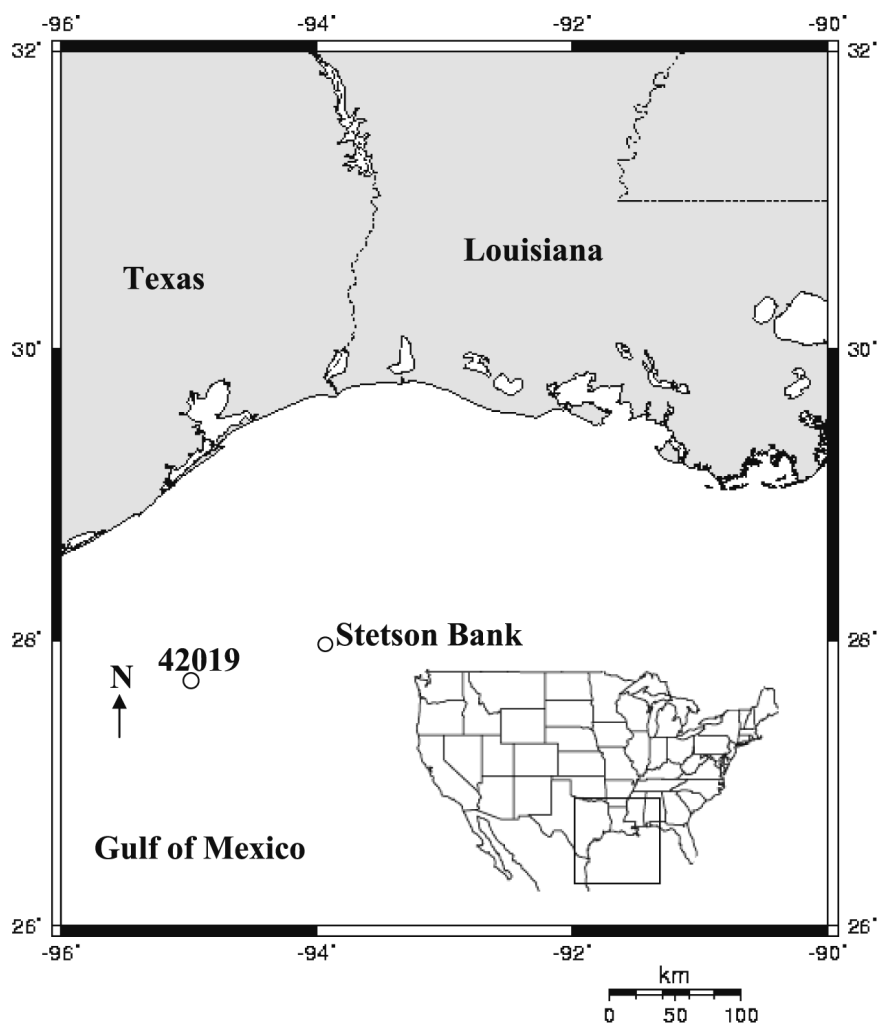 -96° -94° -92° -90°
32° 32°
Louisiana
Texas
30° 30°
28° Stetson Bank 28°
42019
N
Gulf of Mexico
26° 26°
-96° -94° -92° -90°
km
0 50 100